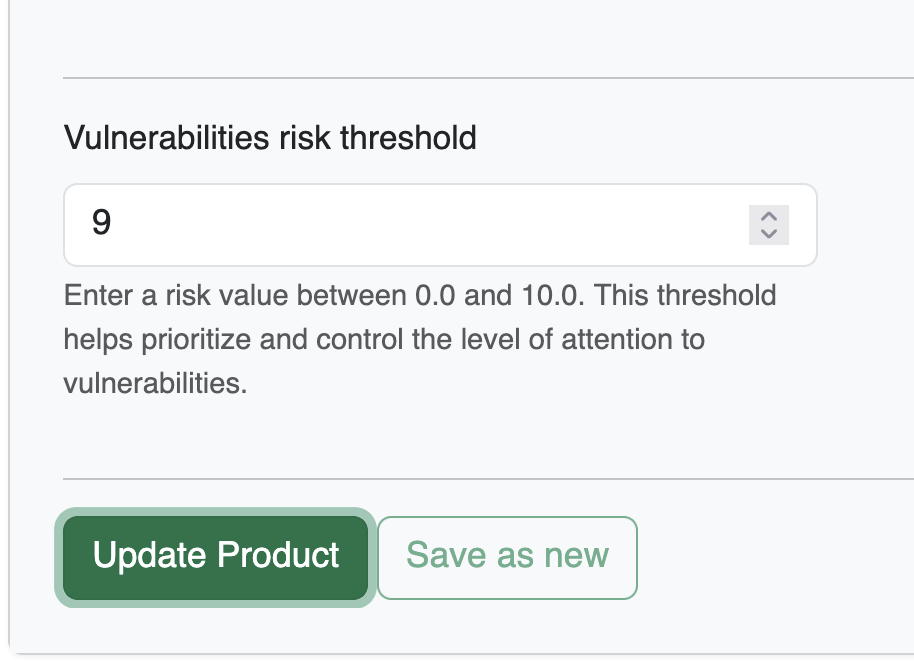 Vulnerabilities risk threshold
9
Enter a risk value between 0.0 and 10.0. This threshold
helps prioritize and control the level of attention to
vulnerabilities.
Update Product
Save as new